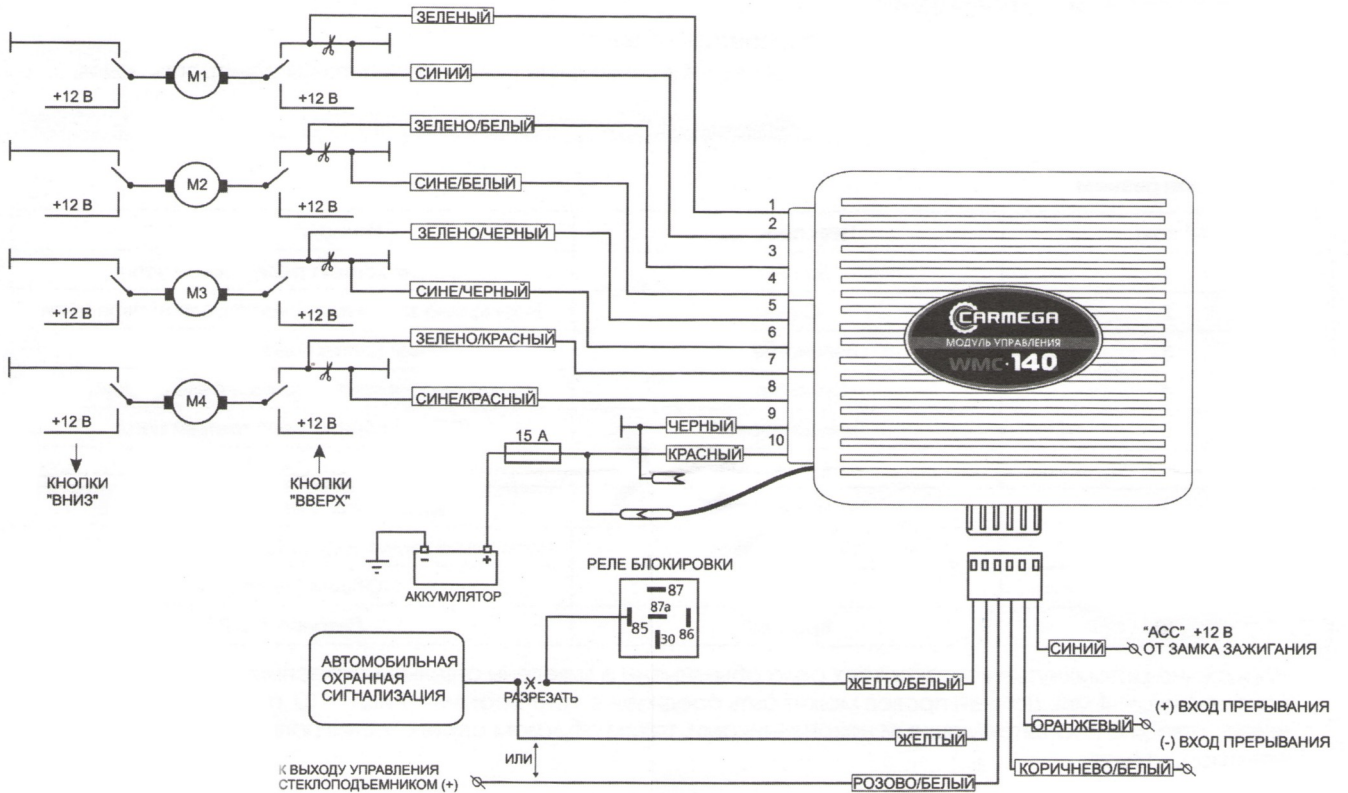 ЗЕЛЕНЫЙ
СИНИЙ
М1
+12 В
+12 В
ЗЕЛЕНО/БЕЛЫЙ
СИНЕ/БЕЛЫЙ
М2
+12 В
+12 В
ЗЕЛЕНО/ЧЕРНЫЙ
СИНЕ/ЧЕРНЫЙ
М3
+12 В
+12 В
ЗЕЛЕНО/КРАСНЫЙ
СИНЕ/КРАСНЫЙ
М4
+12 В
+12 В
КНОПКИ
"ВНИЗ"
КНОПКИ
"ВВЕРХ"
1
2
3
4
5
6
7
8
9
10
ЧЕРНЫЙ
КРАСНЫЙ
15 А
CARMEGA
МОДУЛЬ УПРАВЛЕНИЯ
WMC·140
-
+
АККУМУЛЯТОР
РЕЛЕ БЛОКИРОВКИ
87
87a
85
86
30
АВТОМОБИЛЬНАЯ
ОХРАННАЯ
СИГНАЛИЗАЦИЯ
РАЗРЕЗАТЬ
ЖЕЛТО/БЕЛЫЙ
ЖЕЛТЫЙ
ИЛИ
К ВЫХОДУ УПРАВЛЕНИЯ
СТЕКЛОПОДЪЕМНИКОМ (+)
РОЗОВО/БЕЛЫЙ
СИНИЙ
"АСС" +12 В
ОТ ЗАМКА ЗАЖИГАНИЯ
(+) ВХОД ПРЕРЫВАНИЯ
ОРАНЖЕВЫЙ
(-) ВХОД ПРЕРЫВАНИЯ
КОРИЧНЕВО/БЕЛЫЙ